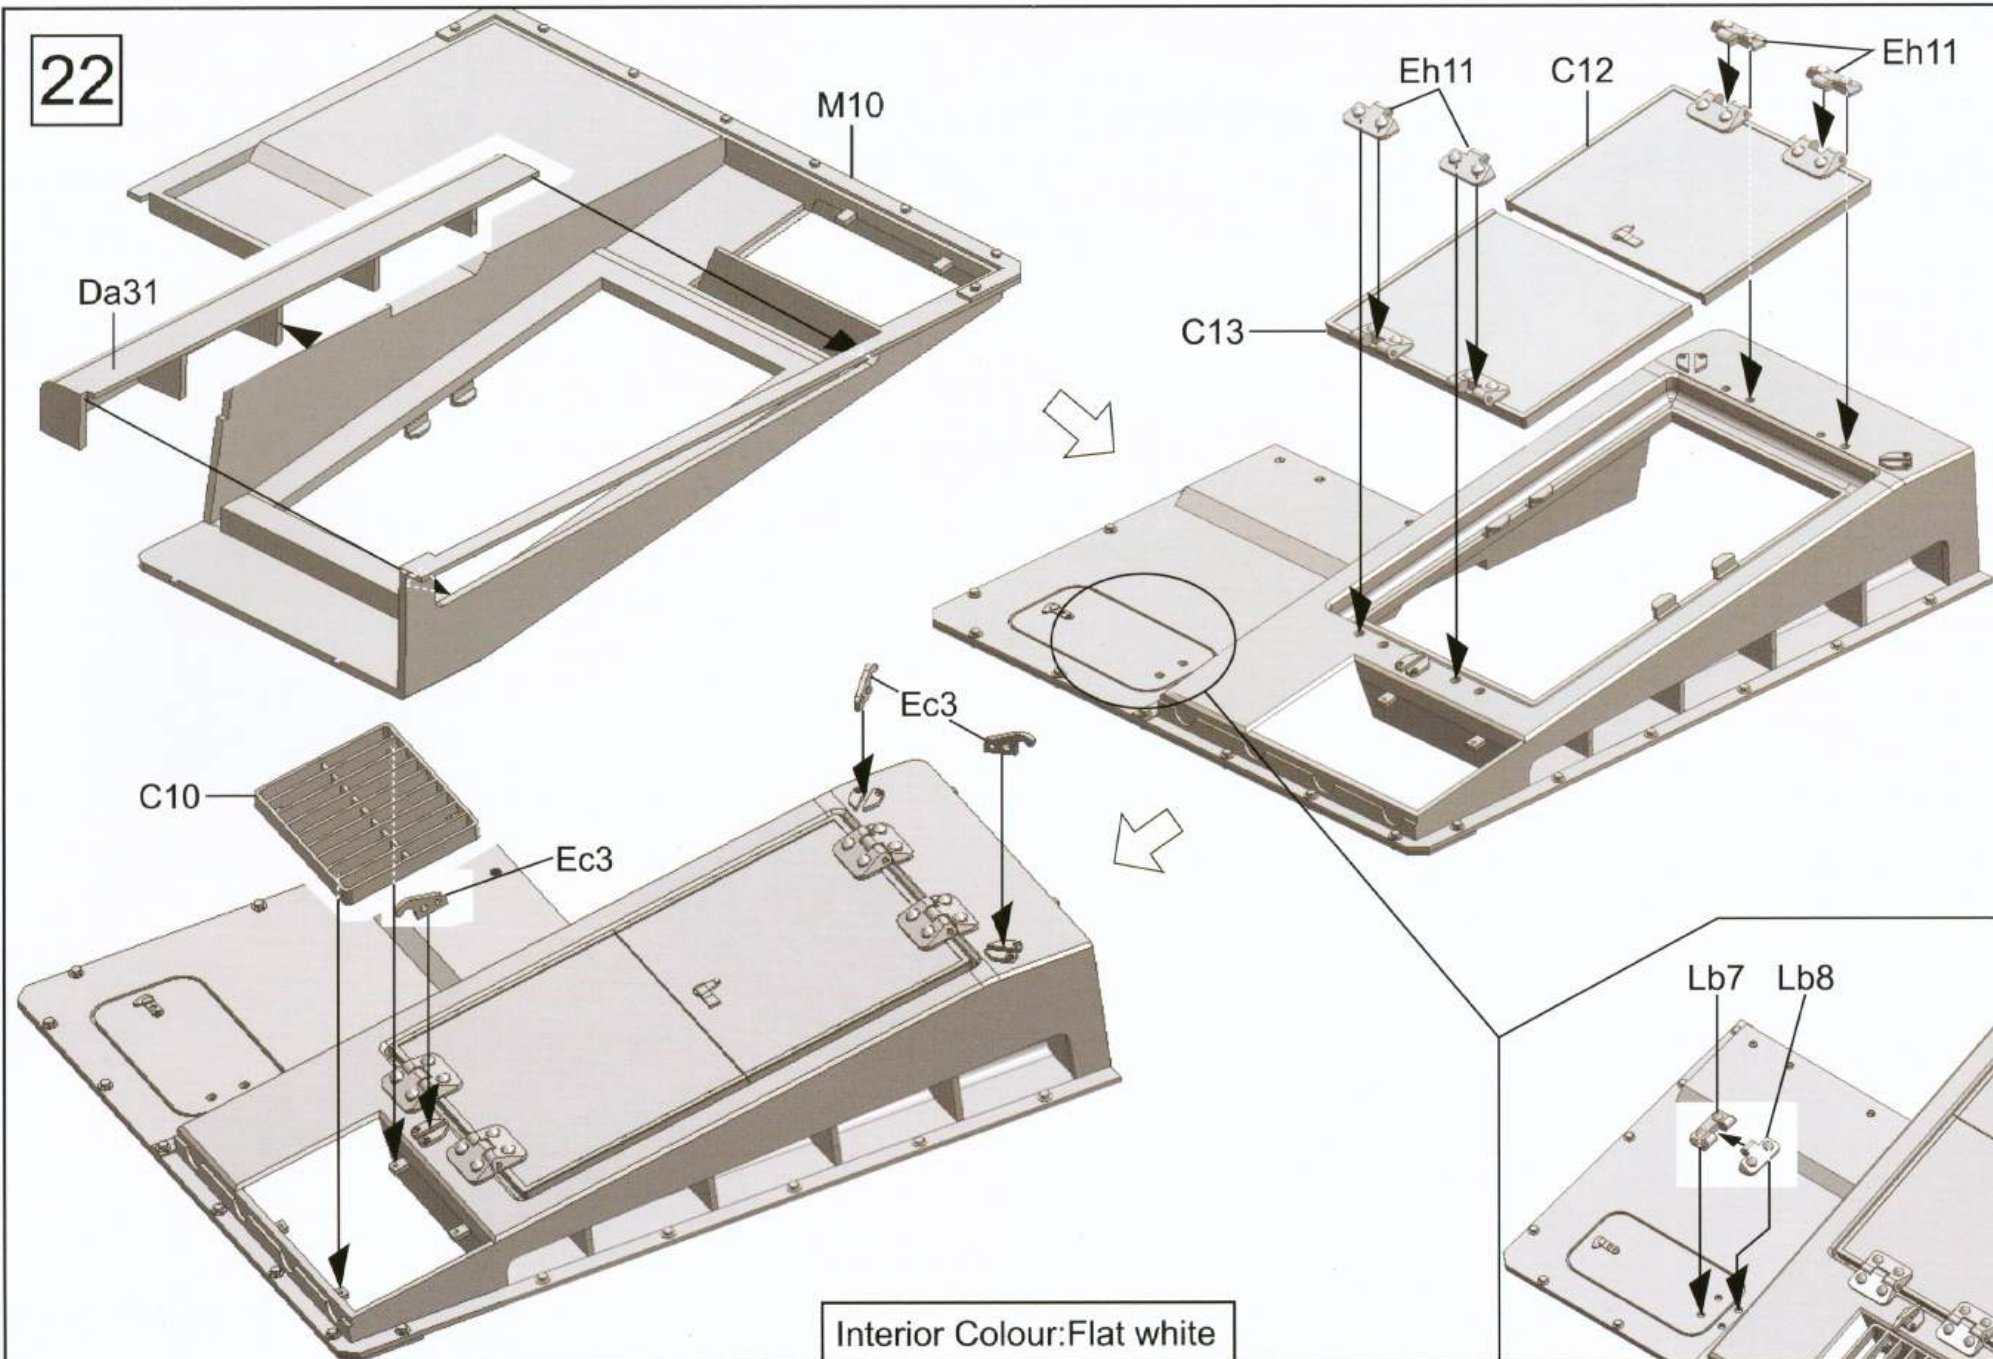 22
M10
Da31
Eh11
C12
Eh11
C13
Ec3
C10
Ec3
Lb7 Lb8
Interior Colour:Flat white